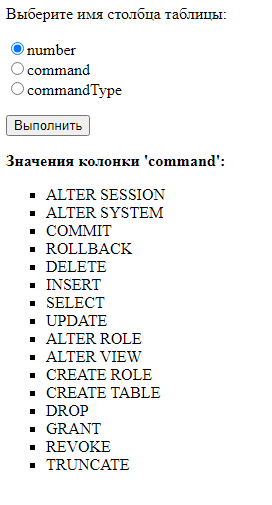 Выберите имя столбца таблицы:
number
command
commandType
Выполнить
Значения колонки 'command':
ALTER SESSION
ALTER SYSTEM
COMMIT
ROLLBACK
DELETE
INSERT
SELECT
UPDATE
ALTER ROLE
ALTER VIEW
CREATE ROLE
CREATE TABLE
DROP
GRANT
REVOKE
TRUNCATE